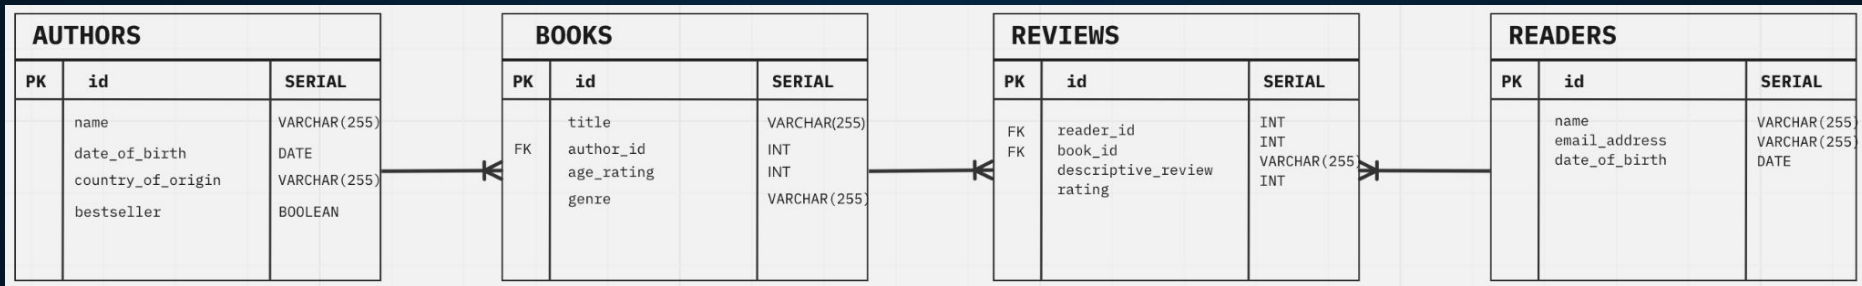 AUTHORS
PK id SERIAL
name VARCHAR(255)
date_of_birth DATE
country_of_origin VARCHAR(255)
bestseller BOOLEAN
BOOKS
PK id SERIAL
title VARCHAR(255)
FK author_id INT
age_rating INT
genre VARCHAR(255)
REVIEWS
PK id SERIAL
FK reader_id INT
FK book_id INT
descriptive_review VARCHAR(255)
rating INT
READERS
PK id SERIAL
name VARCHAR(255)
email_address VARCHAR(255)
date_of_birth DATE